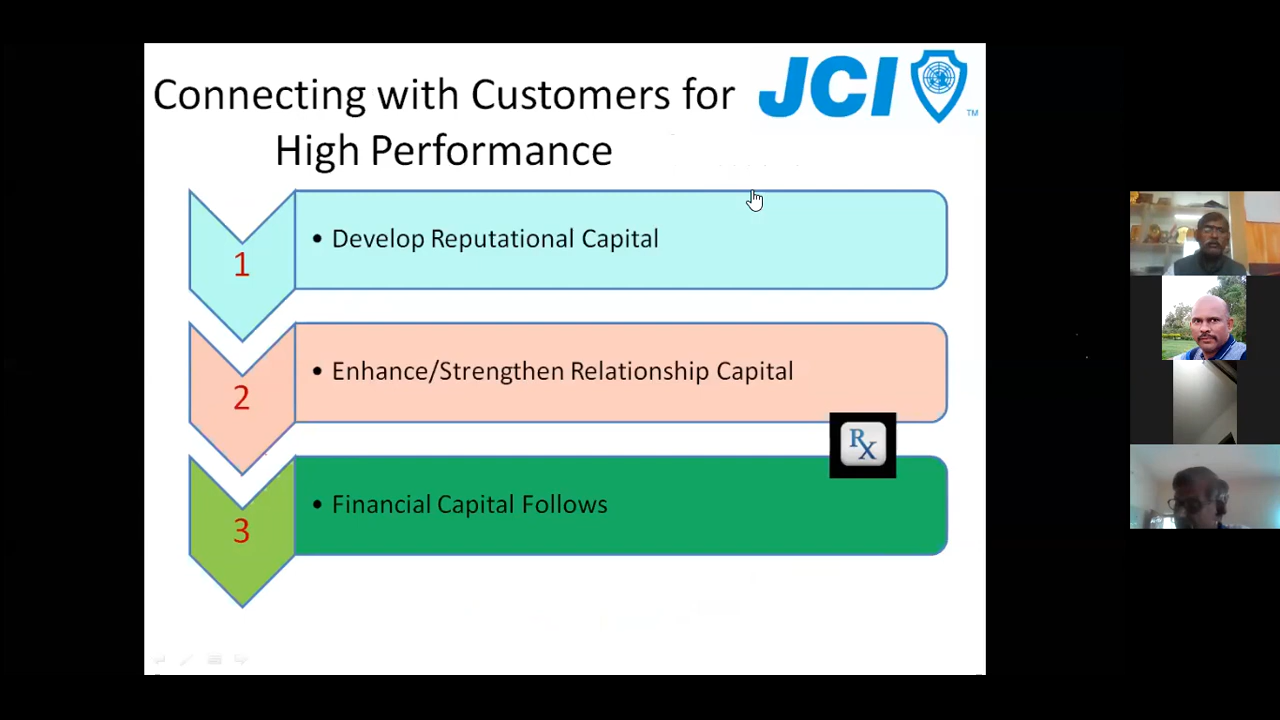 Connecting with Customers for
High Performance
JCI
TM
1
• Develop Reputational Capital
2
• Enhance/Strengthen Relationship Capital
Rx
3
• Financial Capital Follows